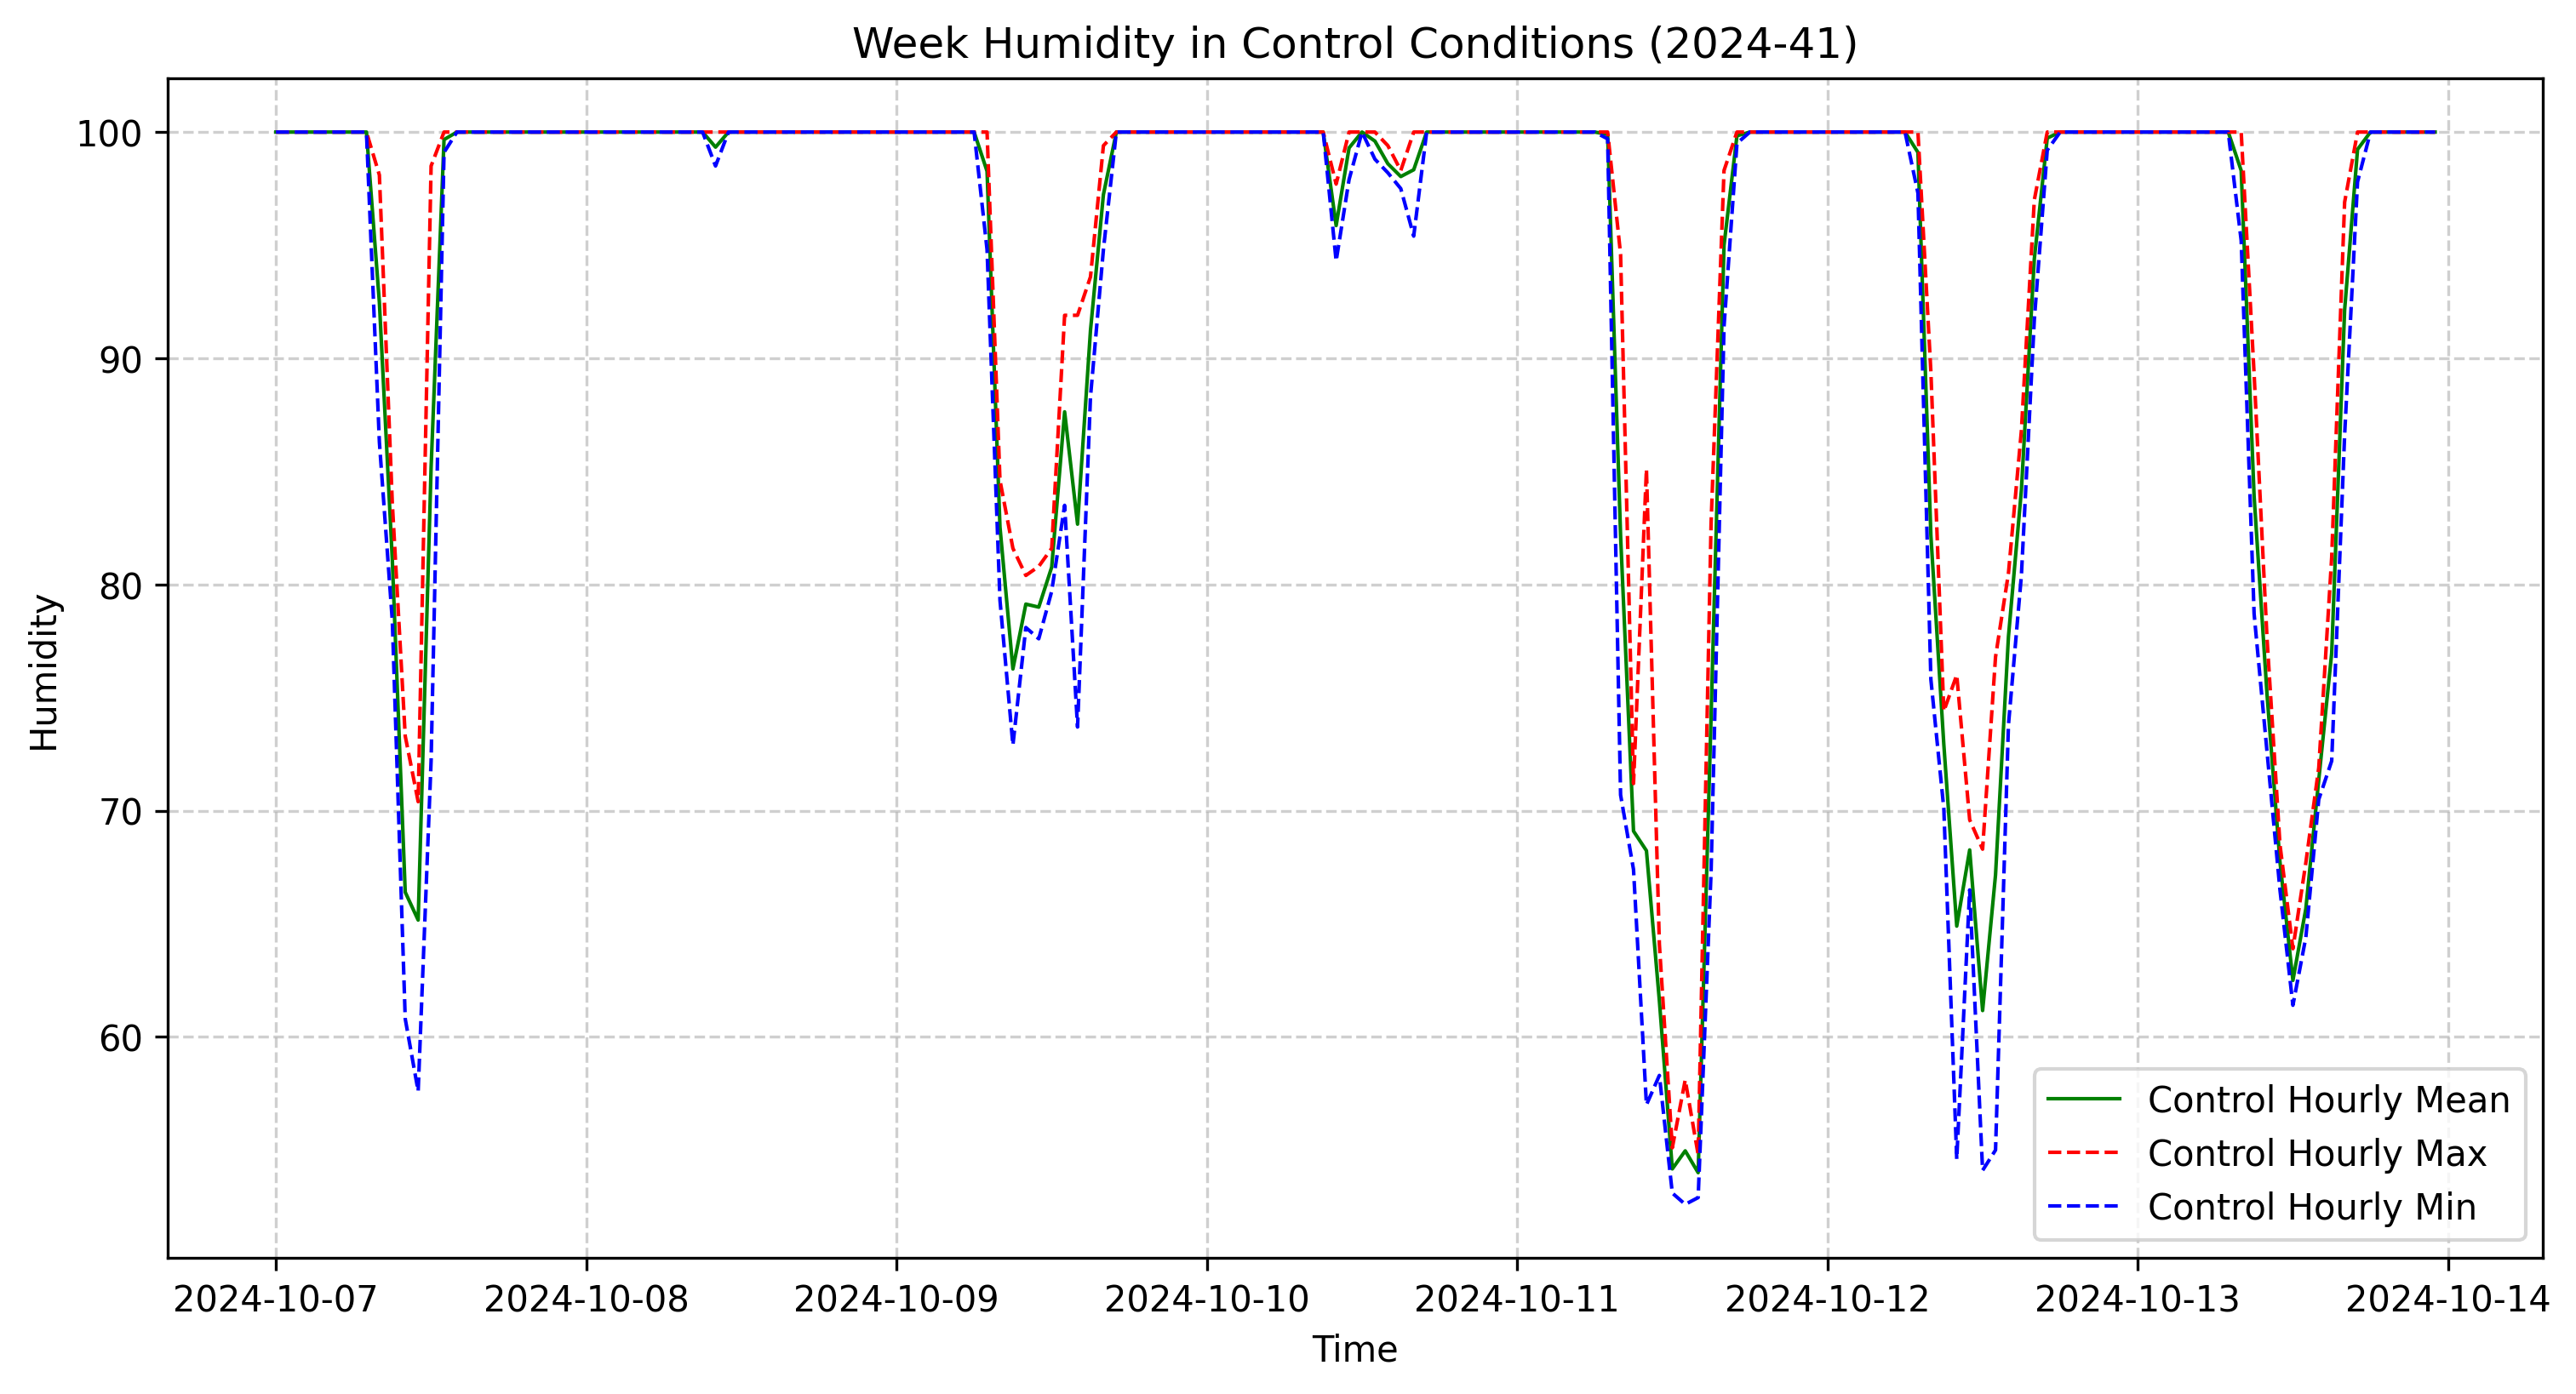 Week Humidity in Control Conditions (2024-41)
100
90
80
70
60
Humidity
Control Hourly Mean
Control Hourly Max
Control Hourly Min
2024-10-07 2024-10-08 2024-10-09 2024-10-10 2024-10-11 2024-10-12 2024-10-13 2024-10-14
Time